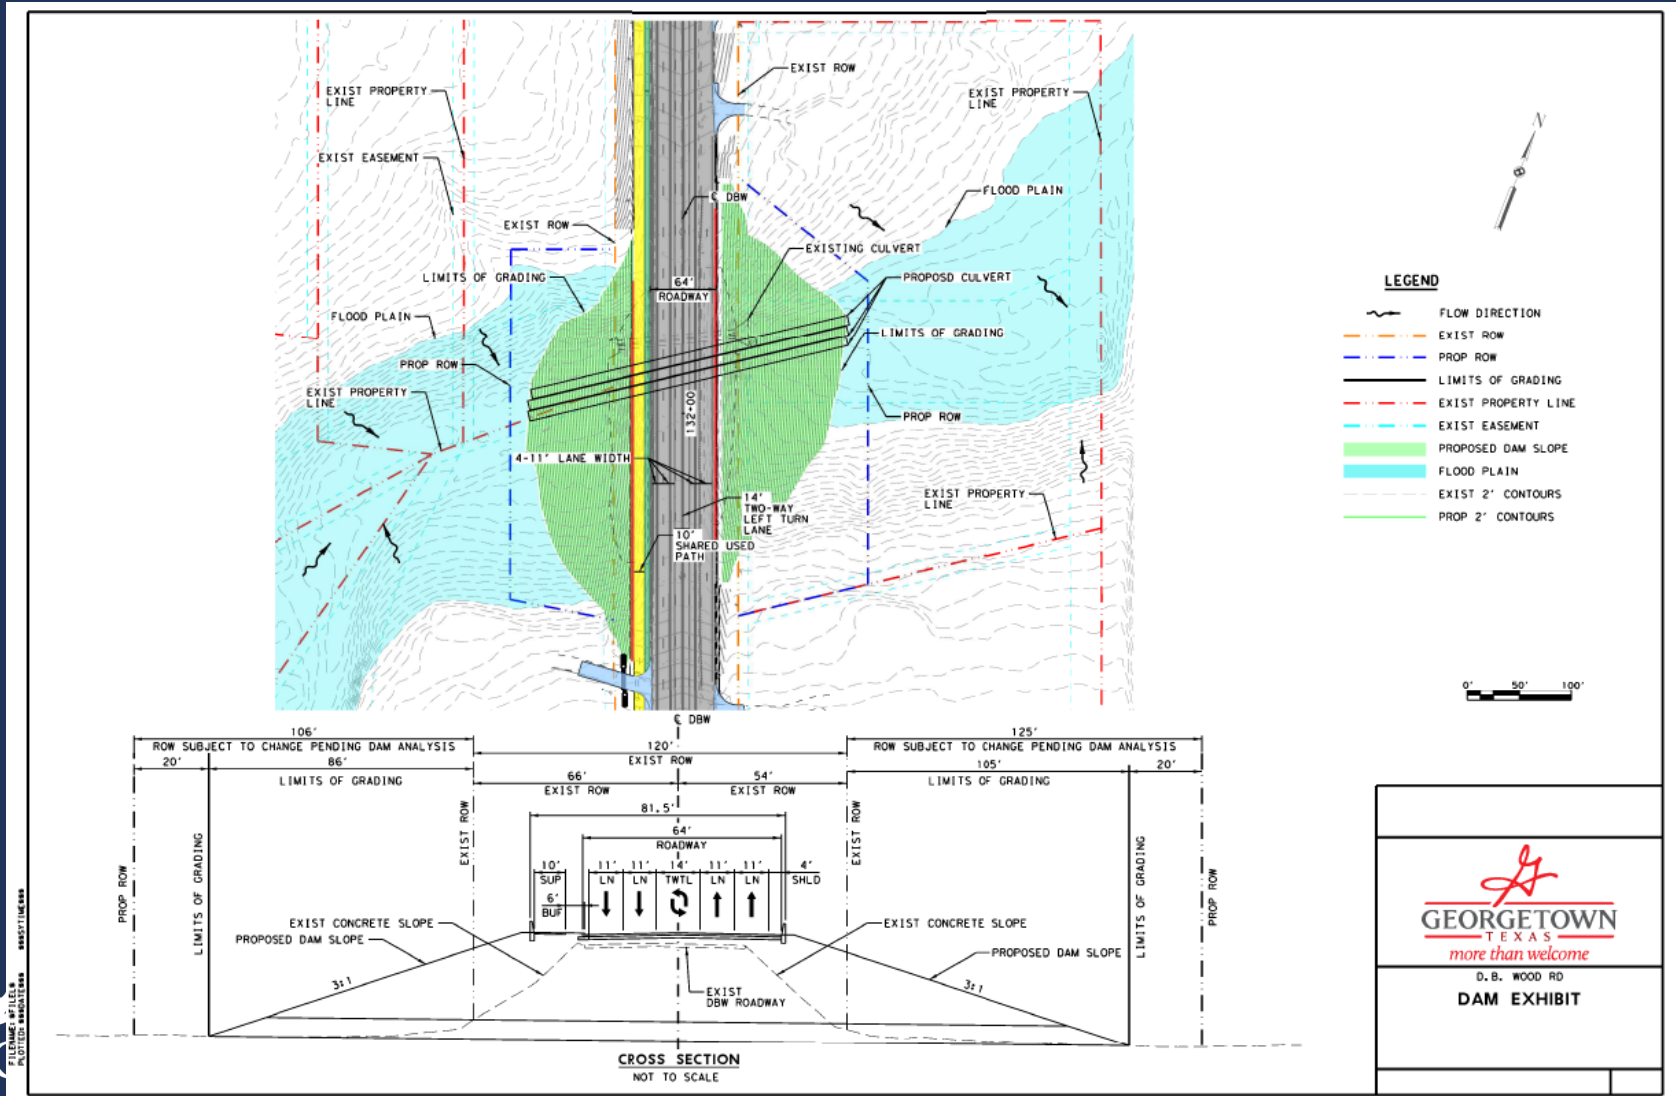 EXIST ROW
EXIST PROPERTY
LINE
EXIST PROPERTY
LINE
EXIST EASEMENT
FLOOD PLAIN
℄ DBW
EXIST ROW
EXISTING CULVERT
LIMITS OF GRADING
64'
ROADWAY
PROPOSD CULVERT
FLOOD PLAIN
LIMITS OF GRADING
PROP ROW
EXIST PROPERTY
LINE
132+00
PROP ROW
4-11' LANE WIDTH
14'
TWO-WAY
LEFT TURN
LANE
EXIST PROPERTY
LINE
10'
SHARED USED
PATH
N
LEGEND
FLOW DIRECTION
EXIST ROW
PROP ROW
LIMITS OF GRADING
EXIST PROPERTY LINE
EXIST EASEMENT
PROPOSED DAM SLOPE
FLOOD PLAIN
EXIST 2' CONTOURS
PROP 2' CONTOURS
0' 50' 100'
℄ DBW
106'
ROW SUBJECT TO CHANGE PENDING DAM ANALYSIS
120'
EXIST ROW
125'
ROW SUBJECT TO CHANGE PENDING DAM ANALYSIS
20'
86'
LIMITS OF GRADING
66'
EXIST ROW
54'
EXIST ROW
105'
LIMITS OF GRADING
20'
81.5'
64'
ROADWAY
10'
SUP
11'
LN
11'
LN
14'
TWTL
11'
LN
11'
LN
4'
SHLD
6'
BUF
PROP ROW
LIMITS OF GRADING
EXIST ROW
EXIST ROW
LIMITS OF GRADING
PROP ROW
EXIST CONCRETE SLOPE
PROPOSED DAM SLOPE
EXIST CONCRETE SLOPE
PROPOSED DAM SLOPE
3:1
3:1
EXIST
DBW ROADWAY
CROSS SECTION
NOT TO SCALE
GEORGETOWN
TEXAS
more than welcome
D.B. WOOD RD
DAM EXHIBIT
FILENAME:
PLOTTED: